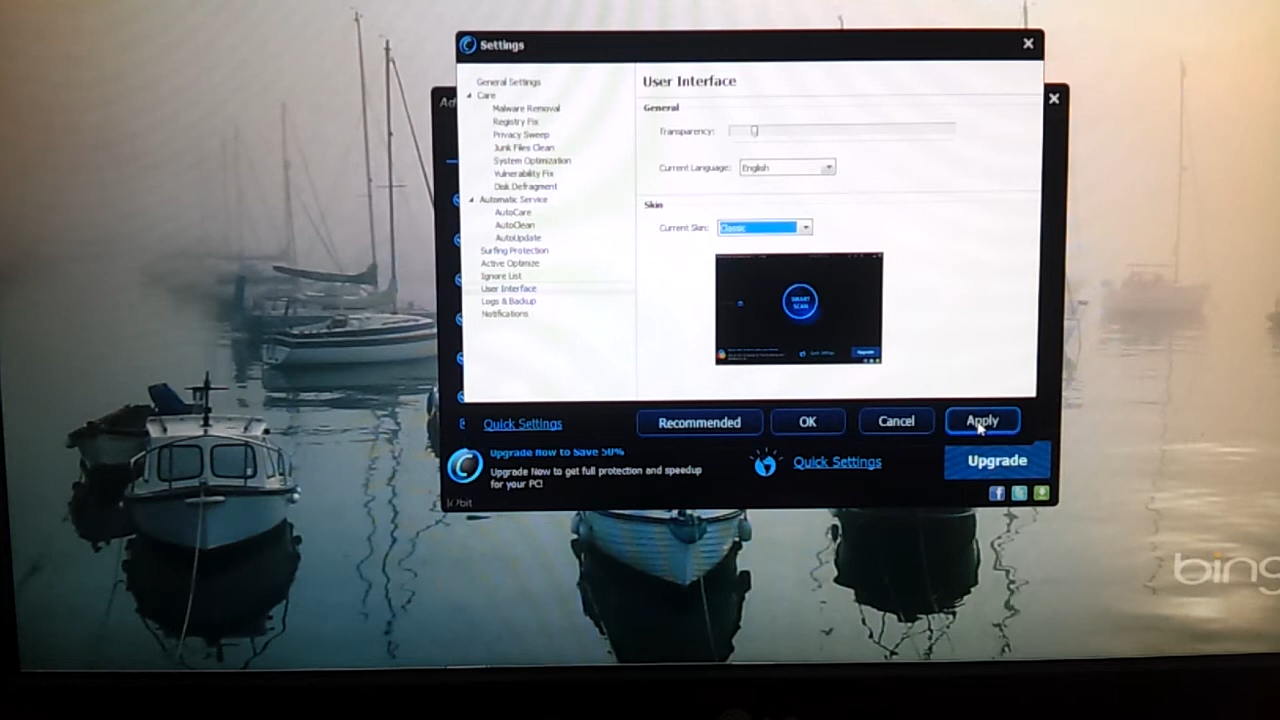 Settings
General Settings
Care
Malware Removal
Registry Fix
Privacy Sweep
Junk Files Clean
System Optimization
Vulnerability Fix
Disk Defragment
Automatic Service
AutoCare
AutoClean
AutoUpdate
Surfing Protection
Active Optimize
Ignore List
User Interface
Logs & Backup
Notifications
User Interface
General
Transparency:
Current Language: English
Skin
Current Skin: Classic
SMART
SCAN
Upgrade
Ad
Quick Settings
Recommended
OK
Cancel
Apply
Upgrade Now to Save 50%
Upgrade Now to get full protection and speedup
for your PC!
Quick Settings
Upgrade
bing